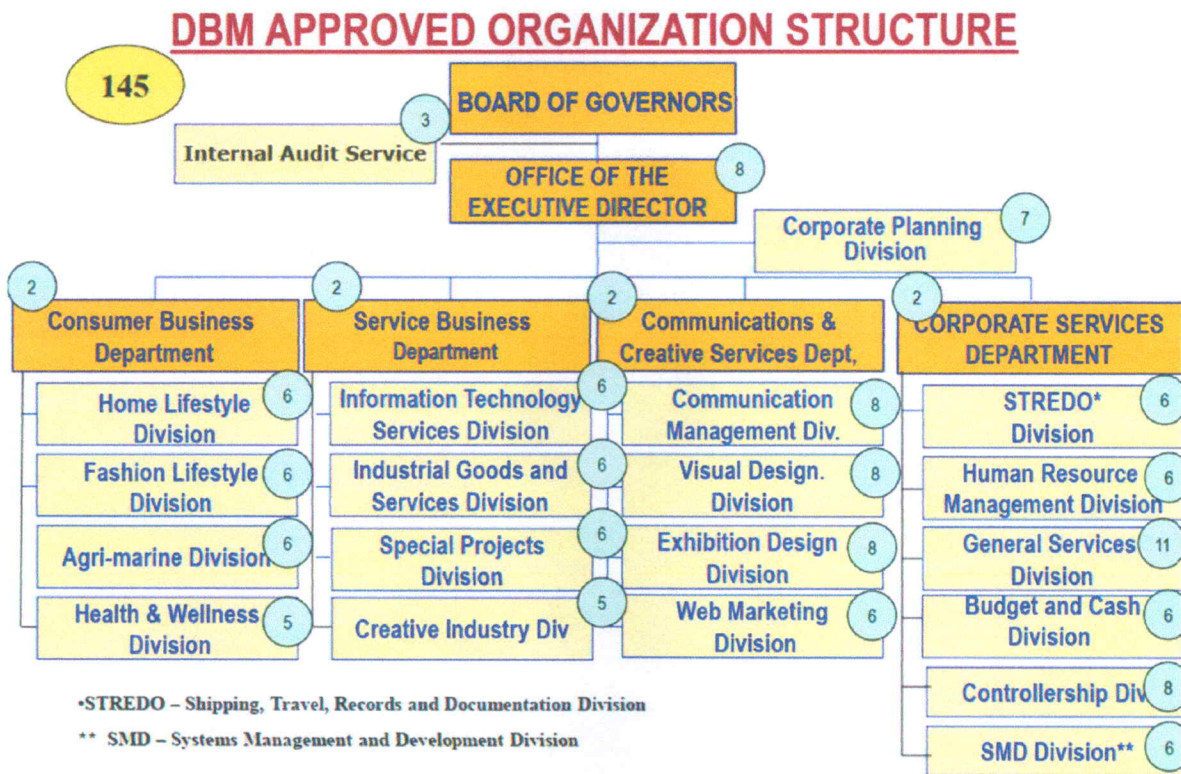 DBM APPROVED ORGANIZATION STRUCTURE
145
BOARD OF GOVERNORS
3
Internal Audit Service
OFFICE OF THE
EXECUTIVE DIRECTOR
8
Corporate Planning
Division
7
2
Consumer Business
Department
2
Service Business
Department
2
Communications &
Creative Services Dept,
2
CORPORATE SERVICES
DEPARTMENT
Home Lifestyle
Division
6
Fashion Lifestyle
Division
6
Agri-marine Division
6
Health & Wellness
Division
5
Information Technology
Services Division
6
Industrial Goods and
Services Division
6
Special Projects
Division
6
Creative Industry Div
5
Communication
Management Div.
8
Visual Design.
Division
8
Exhibition Design
Division
8
Web Marketing
Division
6
STREDO*
Division
6
Human Resource
Management Division
6
General Services
Division
11
Budget and Cash
Division
6
Controllership Div
8
SMD Division**
6
•STREDO – Shipping, Travel, Records and Documentation Division
** SMD – Systems Management and Development Division